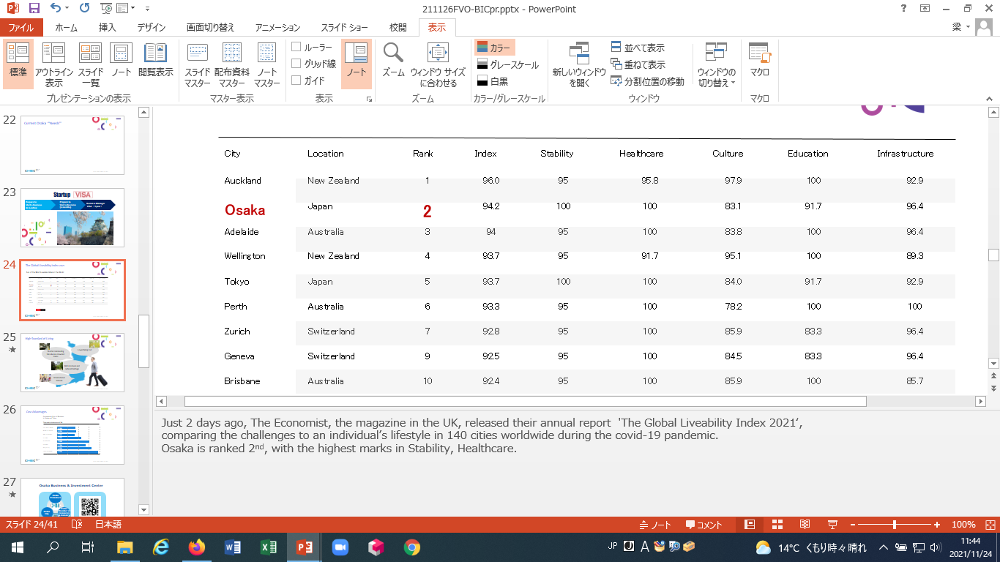 211126FVO-BICpr.pptx - PowerPoint
ファイル ホーム 挿入 デザイン 画面切り替え アニメーション スライド ショー 校閲 表示 梁
標準
アウトライン
表示
スライド
一覧
ノート
閲覧表示
プレゼンテーションの表示
スライド
マスター
配布資料
マスター
ノート
マスター
マスター表示
ルーラー
グリッド線
ガイド
ノート
表示
ズーム
ウィンドウ サイズ
に合わせる
ズーム
カラー
グレースケール
白黒
カラー/グレースケール
新しいウィンドウ
を開く
並べて表示
重ねて表示
分割位置の移動
ウィンドウの
切り替え
ウィンドウ
マクロ
マクロ
22
Current Osaka "Needs"
23
Startup VISA
24
The Global Liveability Index 2021
25
High Standard of Living
26
Cost Advantages
27
Osaka Business & Investment Center
City Location Rank Index Stability Healthcare Culture Education Infrastructure
Auckland New Zealand 1 96.0 95 95.8 97.9 100 92.9
Osaka Japan 2 94.2 100 100 83.1 91.7 96.4
Adelaide Australia 3 94 95 100 83.8 100 96.4
Wellington New Zealand 4 93.7 95 91.7 95.1 100 89.3
Tokyo Japan 5 93.7 100 100 84.0 91.7 92.9
Perth Australia 6 93.3 95 100 78.2 100 100
Zurich Switzerland 7 92.8 95 100 85.9 83.3 96.4
Geneva Switzerland 9 92.5 95 100 84.5 83.3 96.4
Brisbane Australia 10 92.4 95 100 85.9 100 85.7
Just 2 days ago, The Economist, the magazine in the UK, released their annual report 'The Global Liveability Index 2021‘,
comparing the challenges to an individual’s lifestyle in 140 cities worldwide during the covid-19 pandemic.
Osaka is ranked 2nd, with the highest marks in Stability, Healthcare.
スライド 24/41 日本語 ノート コメント 100%
JP A 14°C くもり時々晴れ 11:44
2021/11/24